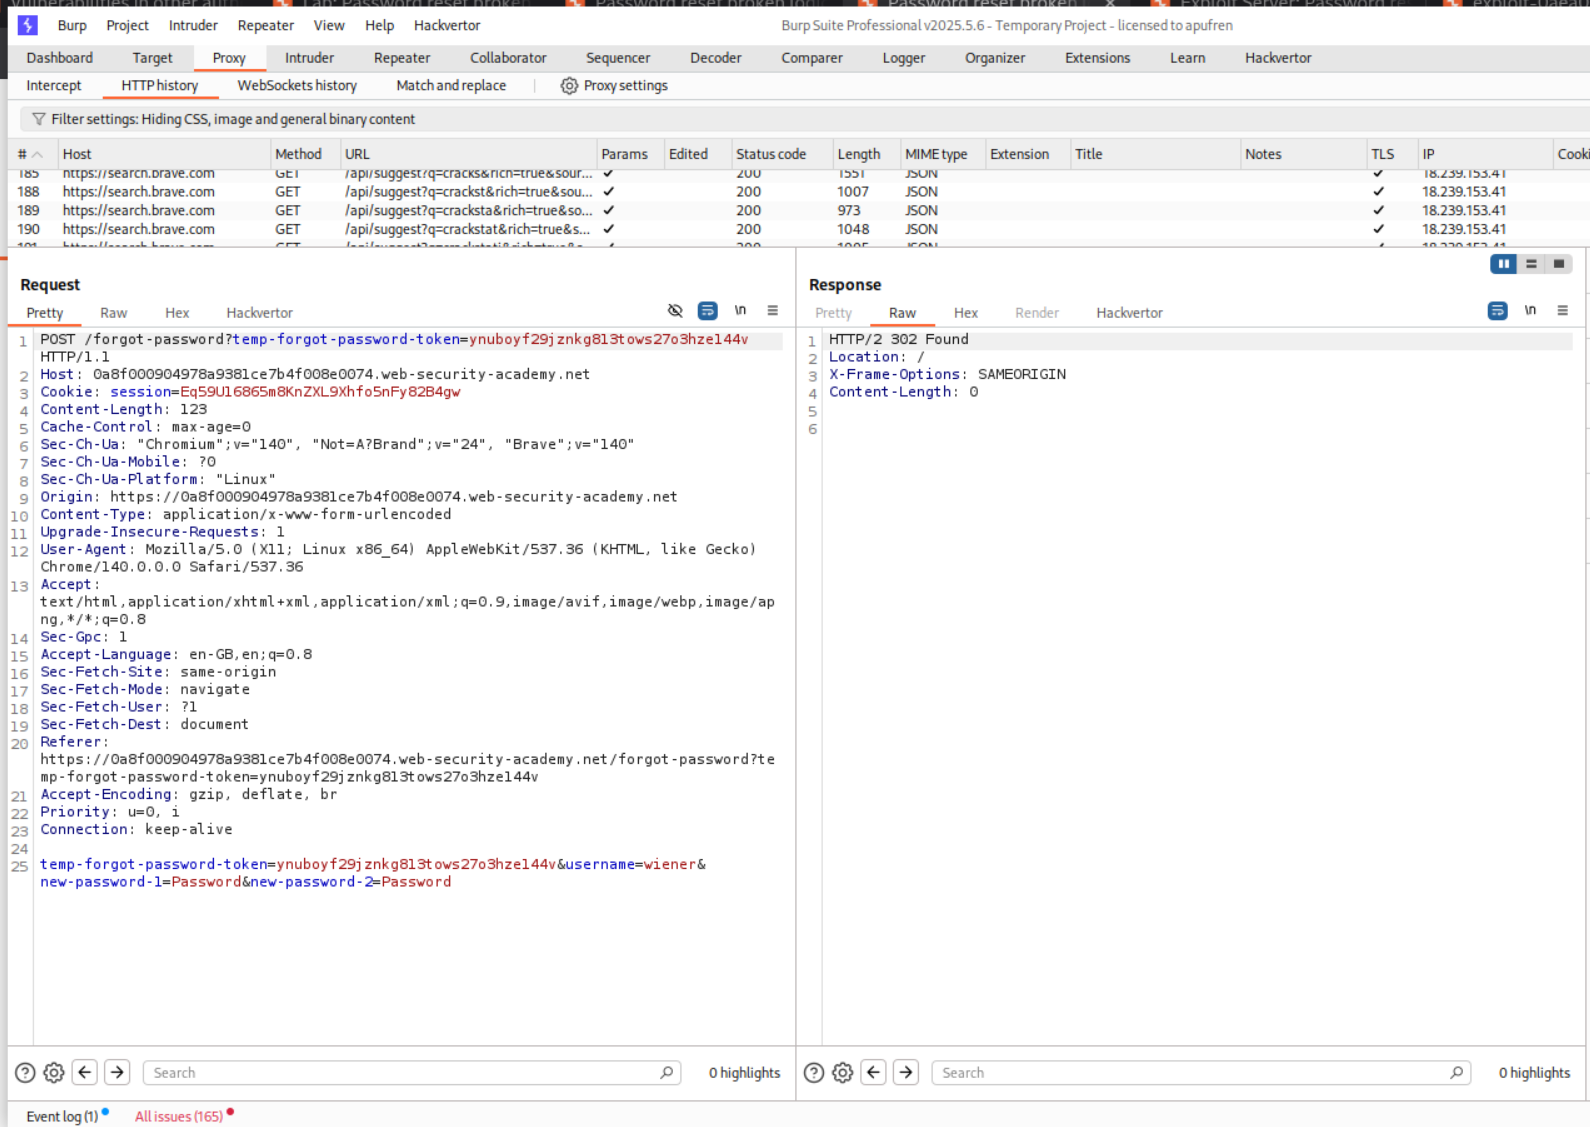 Burp Project Intruder Repeater View Help Hackvertor Burp Suite Professional v2025.5.6 - Temporary Project - licensed to apufren
Dashboard Target Proxy Intruder Repeater Collaborator Sequencer Decoder Comparer Logger Organizer Extensions Learn Hackvertor
Intercept HTTP history WebSockets history Match and replace Proxy settings
Filter settings: Hiding CSS, image and general binary content
# Host Method URL Params Edited Status code Length MIME type Extension Title Notes TLS IP Cooki
185 https://search.brave.com GET /api/suggest?q=cracks&rich=true&sour... ✓ 200 1551 JSON ✓ 18.239.153.41
188 https://search.brave.com GET /api/suggest?q=crackst&rich=true&sou... ✓ 200 1007 JSON ✓ 18.239.153.41
189 https://search.brave.com GET /api/suggest?q=cracksta&rich=true&so... ✓ 200 973 JSON ✓ 18.239.153.41
190 https://search.brave.com GET /api/suggest?q=crackstat&rich=true&s... ✓ 200 1048 JSON ✓ 18.239.153.41
Request
Pretty Raw Hex Hackvertor \n
1 POST /forgot-password?temp-forgot-password-token=ynuboyf29jznkg813tows27o3hze144v
HTTP/1.1
2 Host: 0a8f000904978a9381ce7b4f008e0074.web-security-academy.net
3 Cookie: session=Eq59U16865m8KnZXL9Xhfo5nFy82B4gw
4 Content-Length: 123
5 Cache-Control: max-age=0
6 Sec-Ch-Ua: "Chromium";v="140", "Not=A?Brand";v="24", "Brave";v="140"
7 Sec-Ch-Ua-Mobile: ?0
8 Sec-Ch-Ua-Platform: "Linux"
9 Origin: https://0a8f000904978a9381ce7b4f008e0074.web-security-academy.net
10 Content-Type: application/x-www-form-urlencoded
11 Upgrade-Insecure-Requests: 1
12 User-Agent: Mozilla/5.0 (X11; Linux x86_64) AppleWebKit/537.36 (KHTML, like Gecko)
Chrome/140.0.0.0 Safari/537.36
13 Accept:
text/html,application/xhtml+xml,application/xml;q=0.9,image/avif,image/webp,image/ap
ng,*/*;q=0.8
14 Sec-Gpc: 1
15 Accept-Language: en-GB,en;q=0.8
16 Sec-Fetch-Site: same-origin
17 Sec-Fetch-Mode: navigate
18 Sec-Fetch-User: ?1
19 Sec-Fetch-Dest: document
20 Referer:
https://0a8f000904978a9381ce7b4f008e0074.web-security-academy.net/forgot-password?te
mp-forgot-password-token=ynuboyf29jznkg813tows27o3hze144v
21 Accept-Encoding: gzip, deflate, br
22 Priority: u=0, i
23 Connection: keep-alive
24
25 temp-forgot-password-token=ynuboyf29jznkg813tows27o3hze144v&username=wiener&
new-password-1=Password&new-password-2=Password
Response
Pretty Raw Hex Render Hackvertor \n
1 HTTP/2 302 Found
2 Location: /
3 X-Frame-Options: SAMEORIGIN
4 Content-Length: 0
5
6
Search 0 highlights
Search 0 highlights
Event log (1) All issues (165)